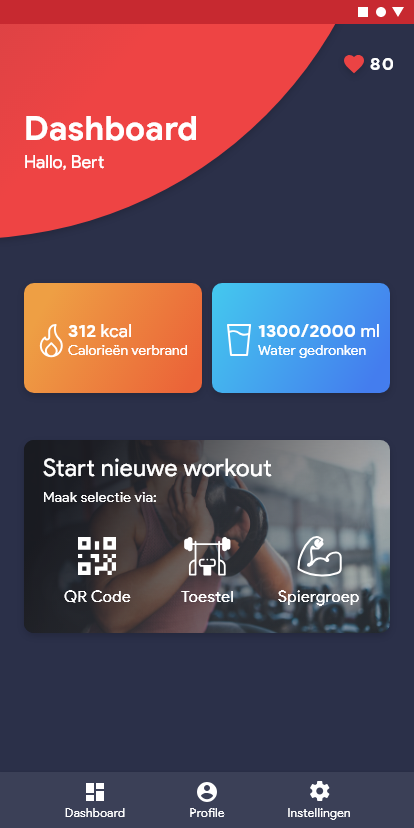 80
Dashboard
Hallo, Bert
312 kcal
Calorieën verbrand
1300/2000 ml
Water gedronken
Start nieuwe workout
Maak selectie via:
QR Code
Toestel
Spiergroep
Dashboard
Profile
Instellingen